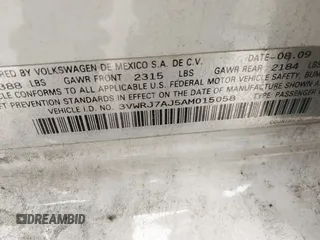 RED BY VOLKSWAGEN DE MEXICO S.A. DE C.V. DATE-08.09
388 LBS GAWR FRONT 2315 LBS GAWR REAR 2184 LBS
LE CONFORMS TO ALL APPLICABLE FEDERAL MOTOR VEHICLE SAFETY, BUM
FT PREVENTION STANDARDS IN EFFECT ON THE DATE OF MANUFACTURE
VEHICLE I.D. NO. 3VWRJ7AJ5AM015058 TYPE: PASSENGER
DREAMBID